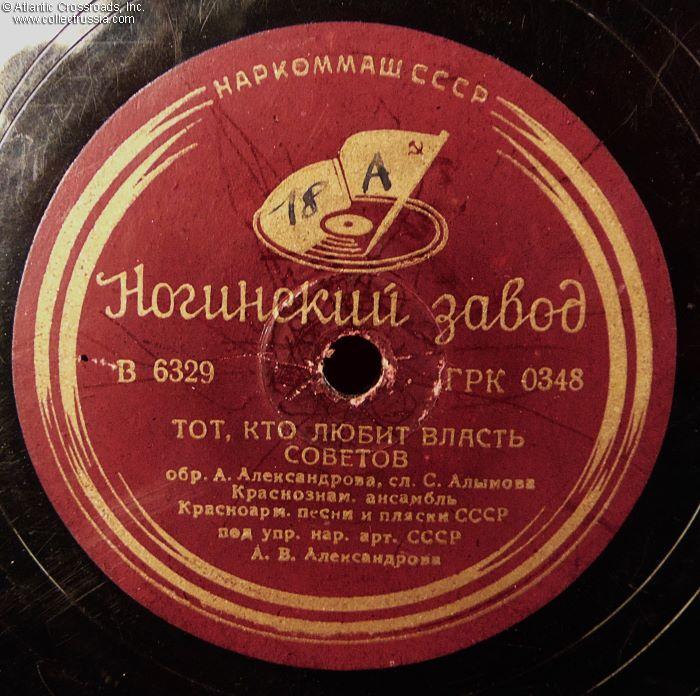 ©Atlantic Crossroads, Inc.
www.collectrussia.com
НАРКОММАШ СССР
18 A
Ногинский завод
В 6329 ГРК 0348
ТОТ, КТО ЛЮБИТ ВЛАСТЬ
СОВЕТОВ
обр. А. Александрова, сл. С. Алымова
Краснознам. ансамбль
Красноарм. песни и пляски СССР
под упр. нар. арт. СССР
А. В. Александрова